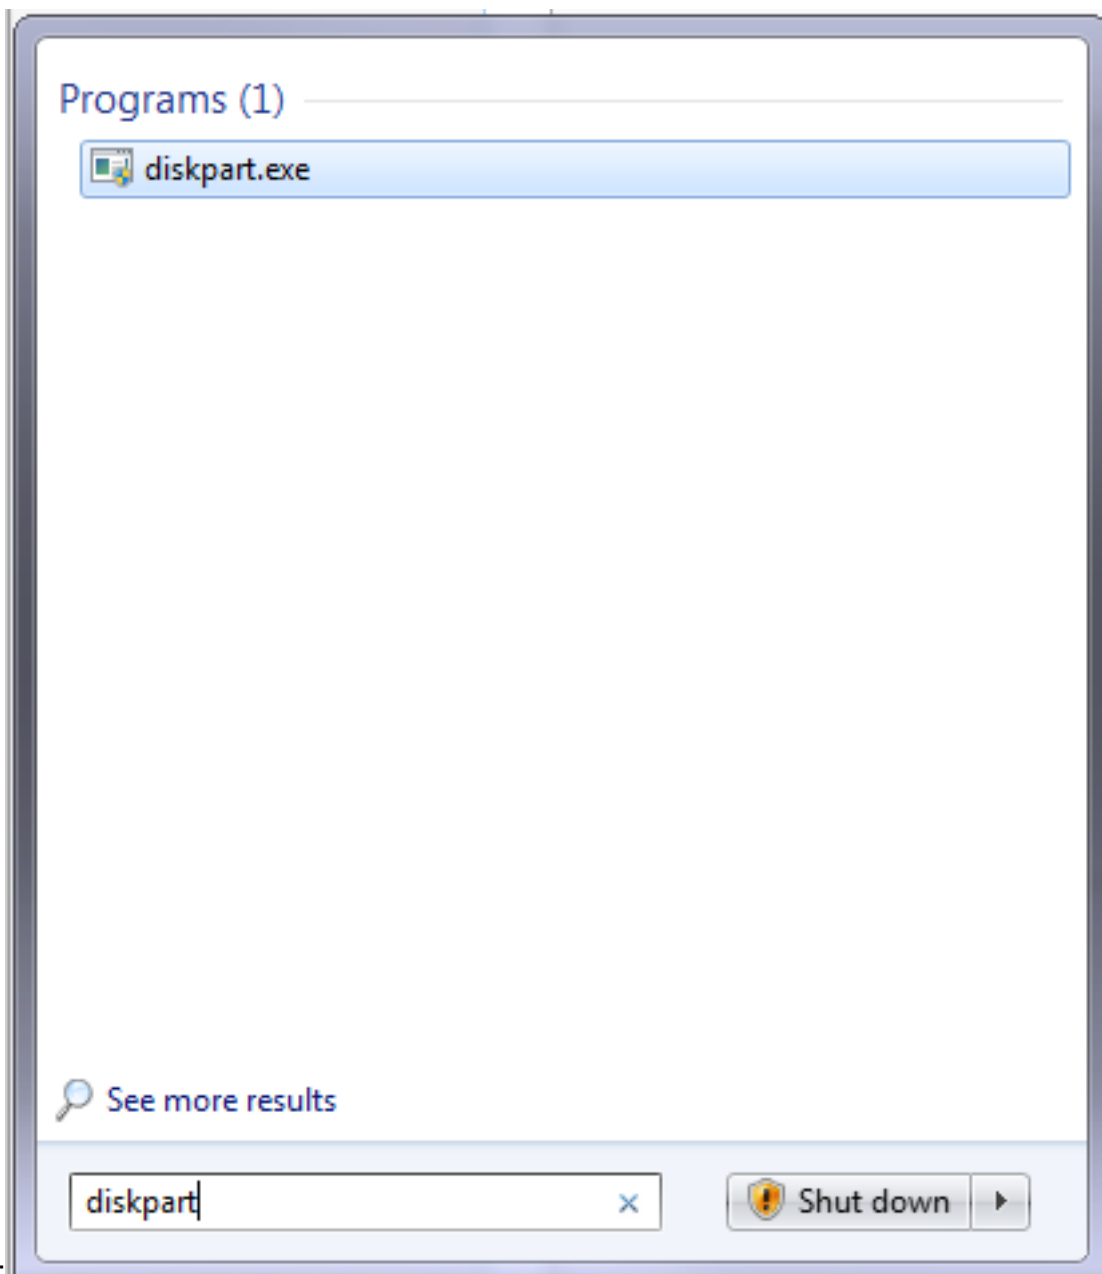 Programs (1)
diskpart.exe
See more results
diskpart
Shut down